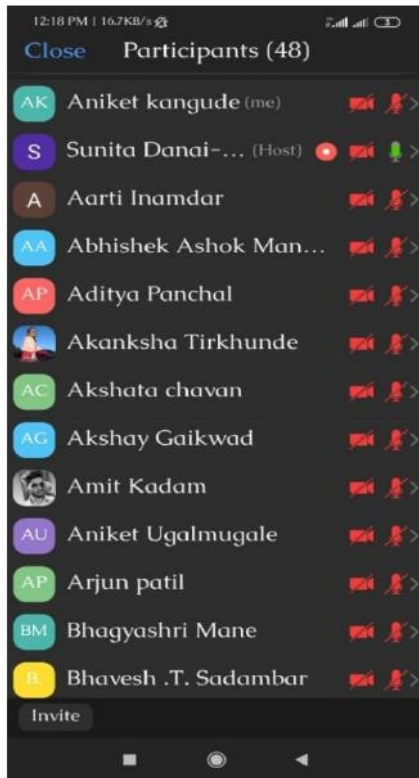 12:18 PM | 16.7KB/s
Close Participants (48)
AK Aniket kangude (me)
S Sunita Danai-... (Host)
A Aarti Inamdar
AA Abhishek Ashok Man...
AP Aditya Panchal
Akanksha Tirkhunde
AC Akshata chavan
AG Akshay Gaikwad
Amit Kadam
AU Aniket Ugalmugale
AP Arjun patil
BM Bhagyashri Mane
B. Bhavesh .T. Sadambar
Invite